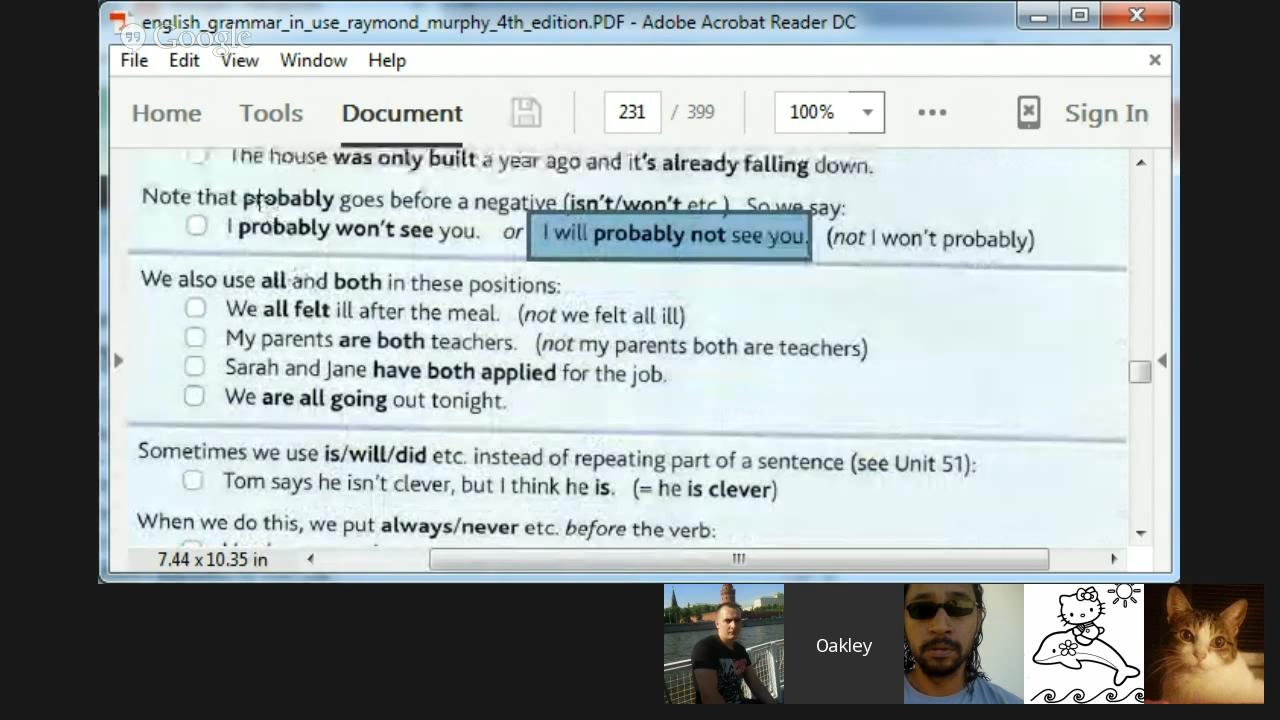 english_grammar_in_use_raymond_murphy_4th_edition.PDF - Adobe Acrobat Reader DC
Google
File Edit View Window Help
Home Tools Document 231 / 399 100% Sign In
The house was only built a year ago and it's already falling down.
Note that probably goes before a negative (isn't/won't etc.) So we say:
I probably won't see you. or I will probably not see you. (not I won't probably)
We also use all and both in these positions:
We all felt ill after the meal. (not we felt all ill)
My parents are both teachers. (not my parents both are teachers)
Sarah and Jane have both applied for the job.
We are all going out tonight.
Sometimes we use is/will/did etc. instead of repeating part of a sentence (see Unit 51):
Tom says he isn't clever, but I think he is. (= he is clever)
When we do this, we put always/never etc. before the verb:
7.44 x 10.35 in
Oakley